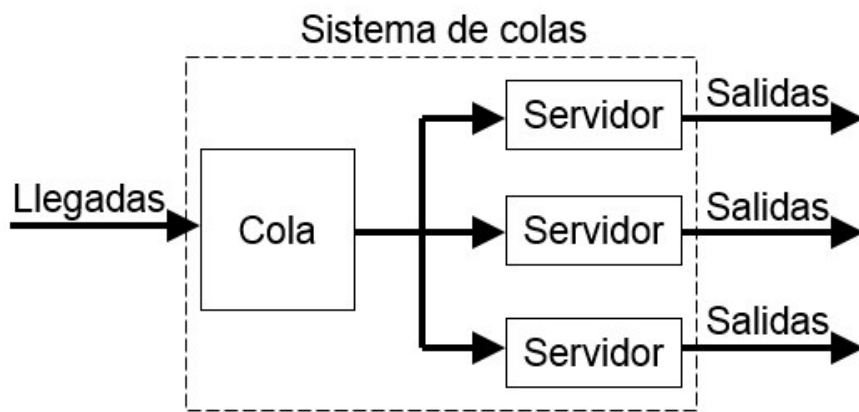 Sistema de colas
Llegadas
Cola
Servidor
Salidas
Servidor
Salidas
Servidor
Salidas